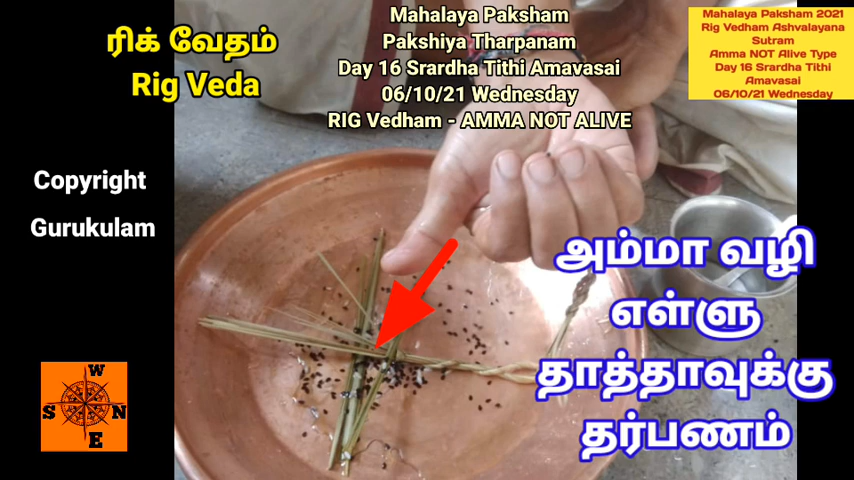 ரிக் வேதம்
Rig Veda
Mahalaya Paksham
Pakshiya Tharpanam
Day 16 Srardha Tithi Amavasai
06/10/21 Wednesday
RIG Vedham - AMMA NOT ALIVE
Mahalaya Paksham 2021
Rig Vedham Ashvalayana
Sutram
Amma NOT Alive Type
Day 16 Srardha Tithi
Amavasai
06/10/21 Wednesday
Copyright
Gurukulam
அம்மா வழி
எள்ளு
தாத்தாவுக்கு
தர்பணம்
W
S N
E